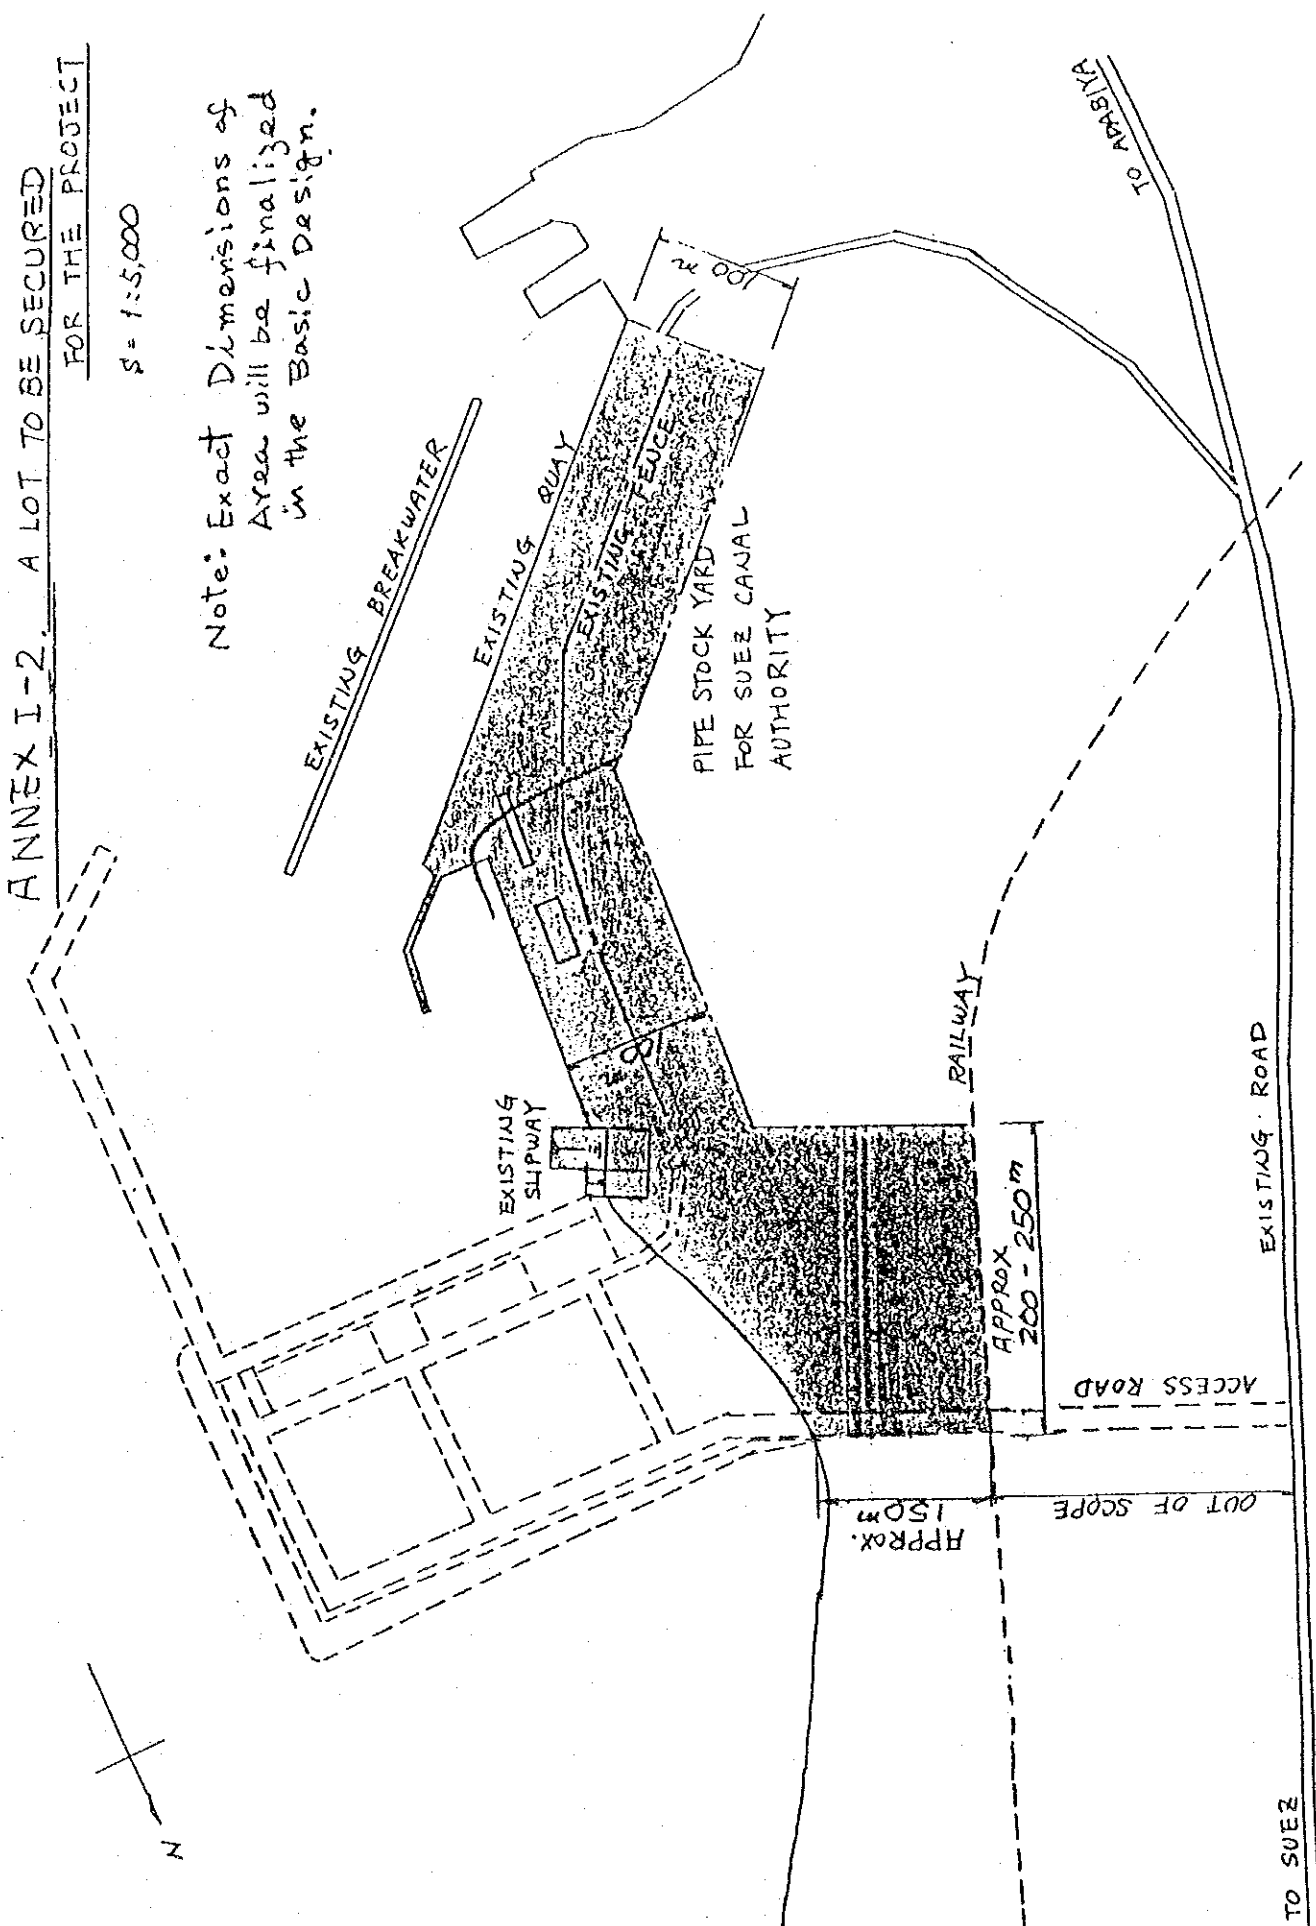 ANNEX I-2. A LOT TO BE SECURED
FOR THE PROJECT
S = 1:5,000
Note: Exact Dimensions of
Area will be finalized
in the Basic Design.
EXISTING BREAKWATER
EXISTING QUAY
EXISTING FENCE
100 m
TO ADABIYA
PIPE STOCK YARD
FOR SUEZ CANAL
AUTHORITY
EXISTING
SLIPWAY
RAILWAY
APPROX
200 - 250 m
EXISTING ROAD
ACCESS ROAD
OUT OF SCOPE
APPROX.
150 m
N
TO SUEZ